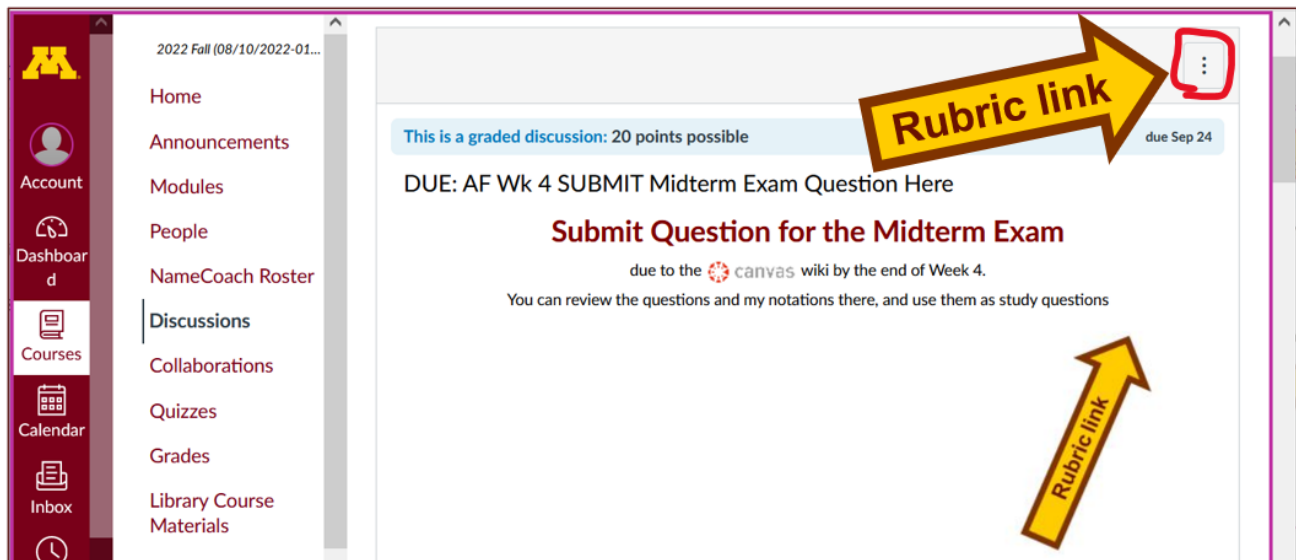 M
Account
Dashboar
d
Courses
Calendar
Inbox
2022 Fall (08/10/2022-01...
Home
Announcements
Modules
People
NameCoach Roster
Discussions
Collaborations
Quizzes
Grades
Library Course
Materials
Rubric link
This is a graded discussion: 20 points possible
due Sep 24
DUE: AF Wk 4 SUBMIT Midterm Exam Question Here
Submit Question for the Midterm Exam
due to the canvas wiki by the end of Week 4.
You can review the questions and my notations there, and use them as study questions
Rubric link